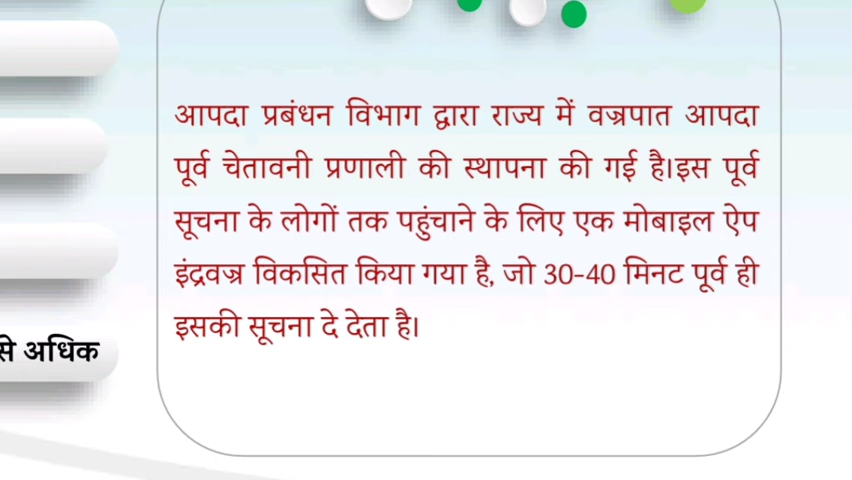 आपदा प्रबंधन विभाग द्वारा राज्य में वज्रपात आपदा
पूर्व चेतावनी प्रणाली की स्थापना की गई है।इस पूर्व
सूचना के लोगों तक पहुंचाने के लिए एक मोबाइल ऐप
इंद्रवज्र विकसित किया गया है, जो 30-40 मिनट पूर्व ही
इसकी सूचना दे देता है।
से अधिक